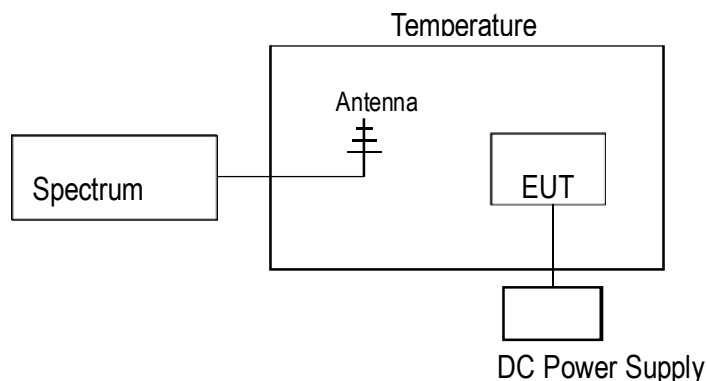 Temperature
Antenna
Spectrum
EUT
DC Power Supply